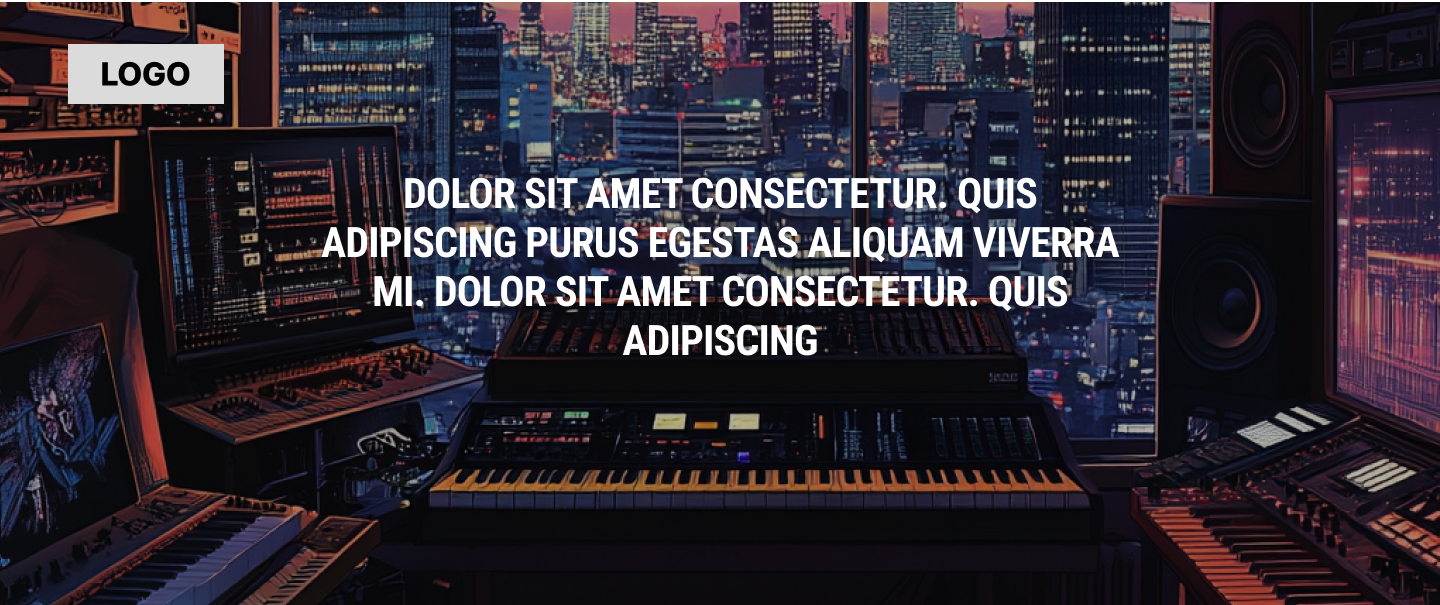 LOGO
DOLOR SIT AMET CONSECTETUR. QUIS
ADIPISCING PURUS EGESTAS ALIQUAM VIVERRA
MI. DOLOR SIT AMET CONSECTETUR. QUIS
ADIPISCING